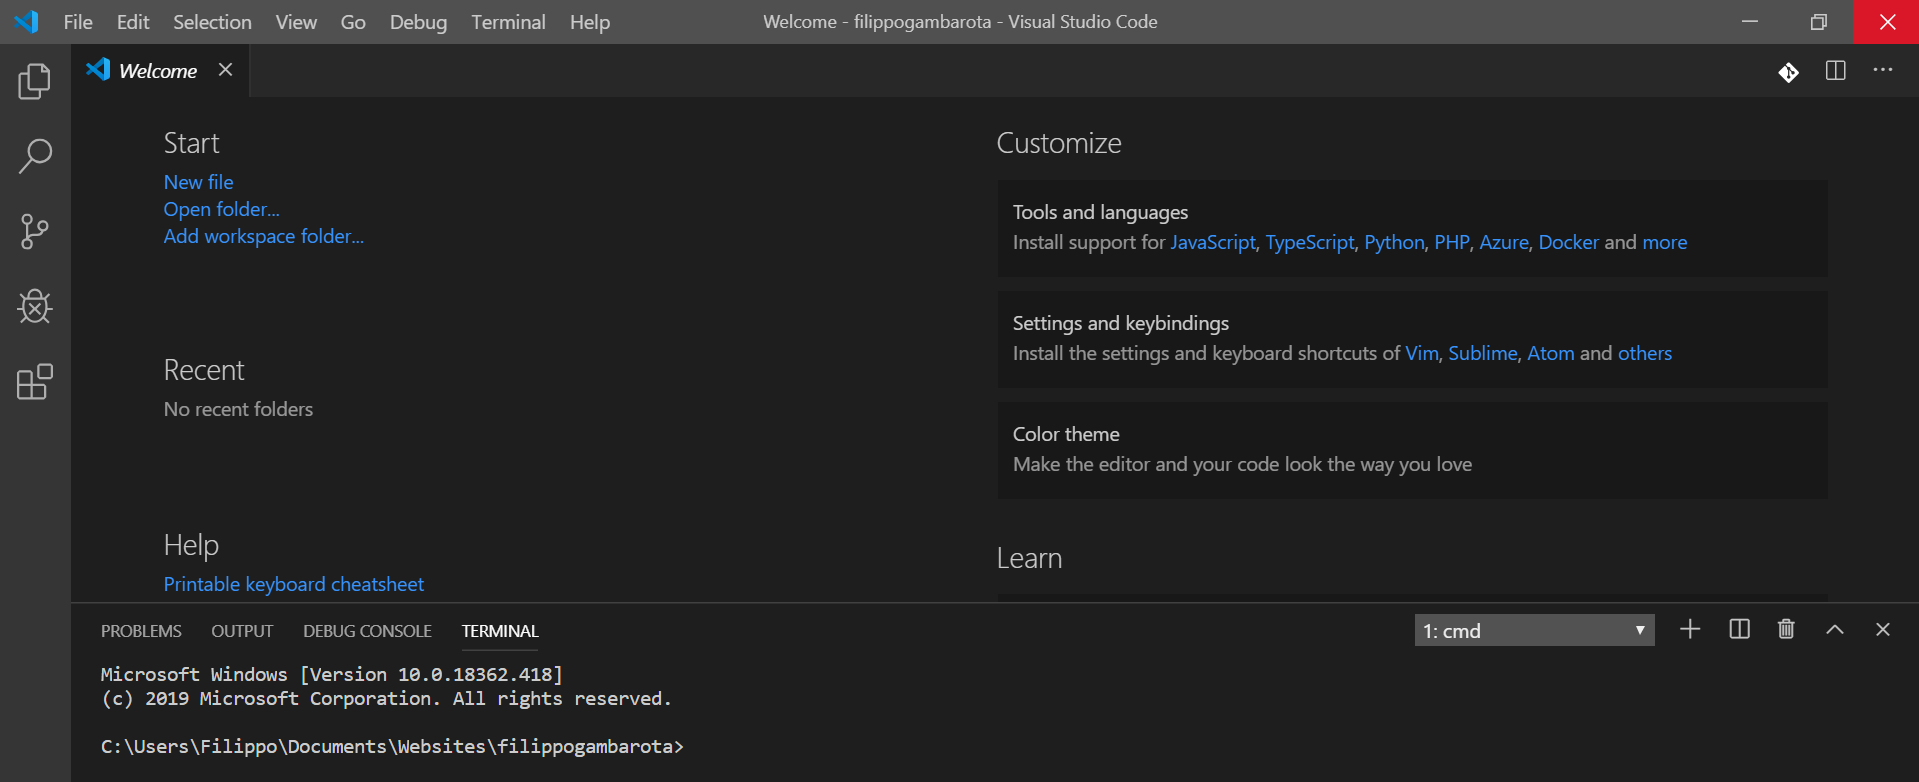 File Edit Selection View Go Debug Terminal Help Welcome - filippogambarota - Visual Studio Code
Welcome
Start
New file
Open folder...
Add workspace folder...
Recent
No recent folders
Help
Printable keyboard cheatsheet
Customize
Tools and languages
Install support for JavaScript, TypeScript, Python, PHP, Azure, Docker and more
Settings and keybindings
Install the settings and keyboard shortcuts of Vim, Sublime, Atom and others
Color theme
Make the editor and your code look the way you love
Learn
PROBLEMS OUTPUT DEBUG CONSOLE TERMINAL 1: cmd
Microsoft Windows [Version 10.0.18362.418]
(c) 2019 Microsoft Corporation. All rights reserved.
C:\Users\Filippo\Documents\Websites\filippogambarota>